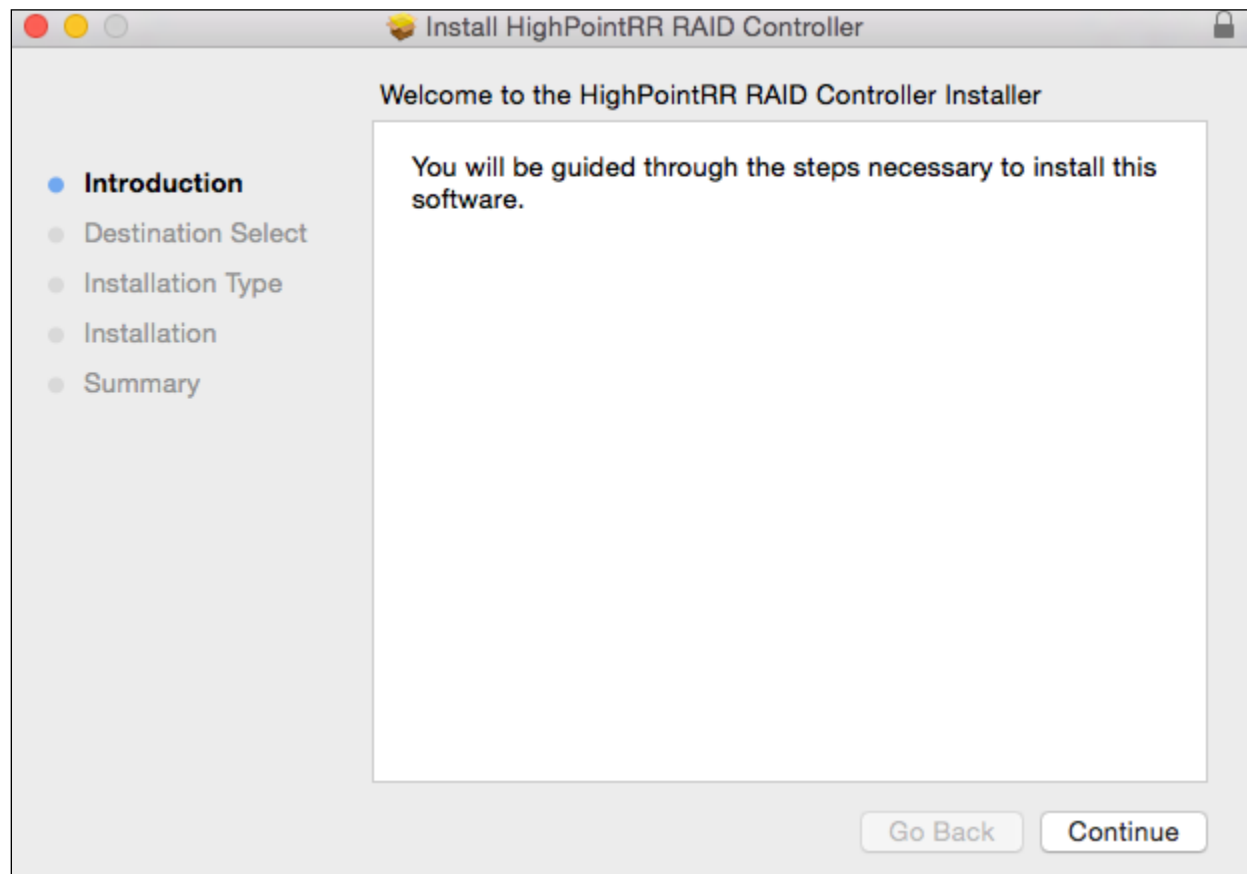 Install HighPointRR RAID Controller
Welcome to the HighPointRR RAID Controller Installer
Introduction
Destination Select
Installation Type
Installation
Summary
You will be guided through the steps necessary to install this
software.
Go Back
Continue